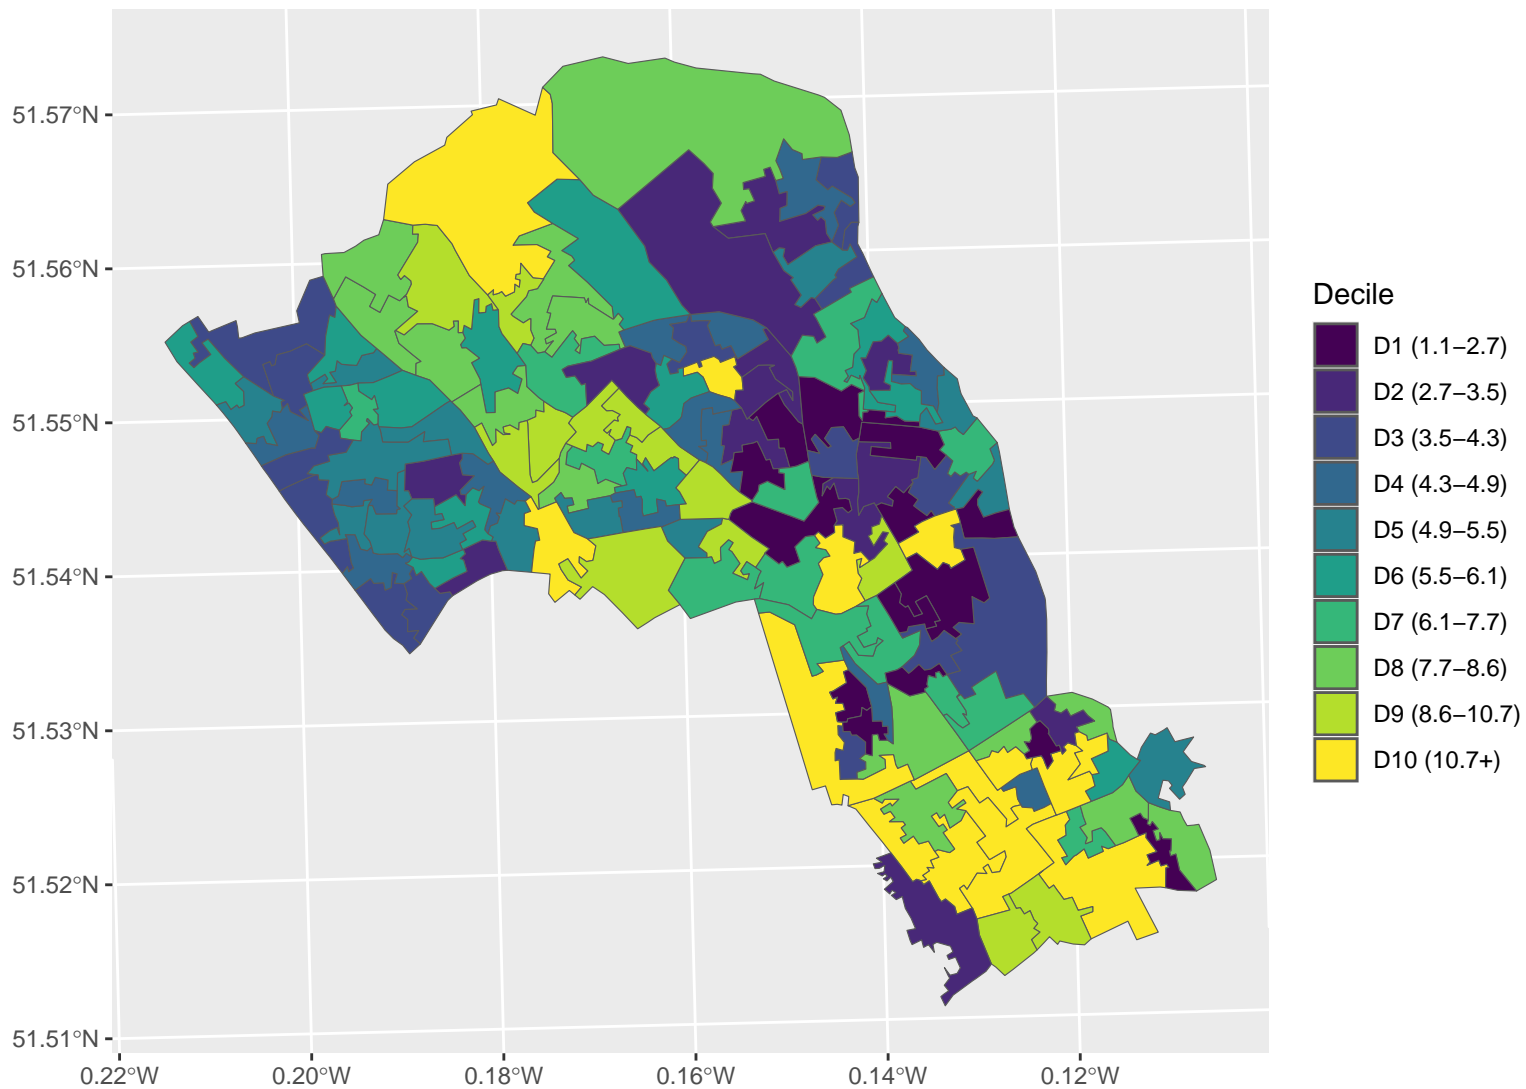 51.57°N
51.56°N
51.55°N
51.54°N
51.53°N
51.52°N
51.51°N
0.22°W 0.20°W 0.18°W 0.16°W 0.14°W 0.12°W
Decile
D1 (1.1−2.7)
D2 (2.7−3.5)
D3 (3.5−4.3)
D4 (4.3−4.9)
D5 (4.9−5.5)
D6 (5.5−6.1)
D7 (6.1−7.7)
D8 (7.7−8.6)
D9 (8.6−10.7)
D10 (10.7+)